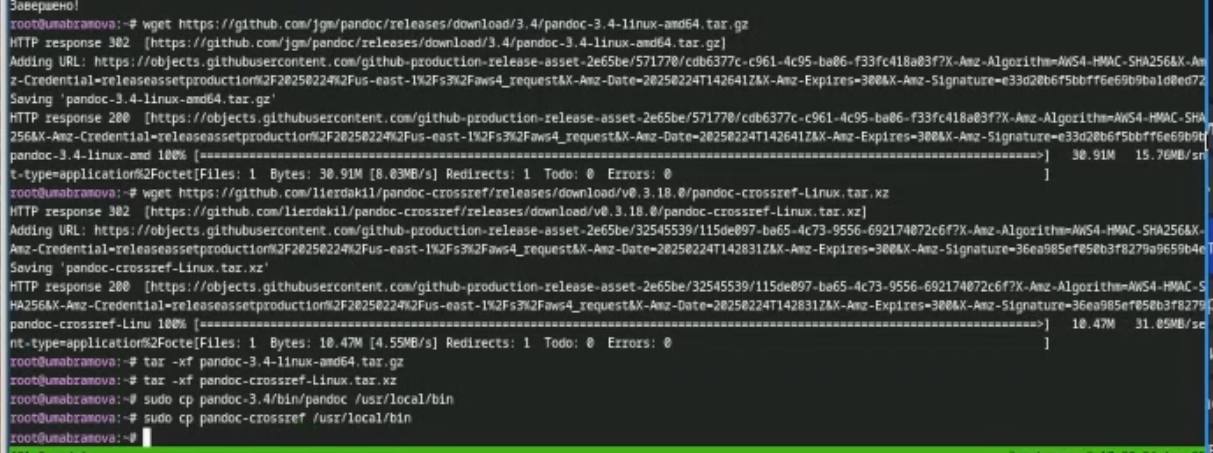 Завершено!
root@umabramova:~# wget https://github.com/jgm/pandoc/releases/download/3.4/pandoc-3.4-linux-amd64.tar.gz
HTTP response 302  [https://github.com/jgm/pandoc/releases/download/3.4/pandoc-3.4-linux-amd64.tar.gz]
Adding URL: https://objects.githubusercontent.com/github-production-release-asset-2e65be/571770/cdb6377c-c961-4c95-ba06-f33fc418a03f?X-Amz-Algorithm=AWS4-HMAC-SHA256&X-Am
z-Credential=releaseassetproduction%2F20250224%2Fus-east-1%2Fs3%2Faws4_request&X-Amz-Date=20250224T142641Z&X-Amz-Expires=300&X-Amz-Signature=e33d20b6f5bbff6e69b9ba1d0ed72
Saving 'pandoc-3.4-linux-amd64.tar.gz'
HTTP response 200  [https://objects.githubusercontent.com/github-production-release-asset-2e65be/571770/cdb6377c-c961-4c95-ba06-f33fc418a03f?X-Amz-Algorithm=AWS4-HMAC-SHA
256&X-Amz-Credential=releaseassetproduction%2F20250224%2Fus-east-1%2Fs3%2Faws4_request&X-Amz-Date=20250224T142641Z&X-Amz-Expires=300&X-Amz-Signature=e33d20b6f5bbff6e69b9b
pandoc-3.4-linux-amd 100% [=====================================================================================================>]   30.91M   15.76MB/s
t-type=application%2Foctet[Files: 1  Bytes: 30.91M [8.03MB/s] Redirects: 1  Todo: 0  Errors: 0                    ]
root@umabramova:~# wget https://github.com/lierdakil/pandoc-crossref/releases/download/v0.3.18.0/pandoc-crossref-Linux.tar.xz
HTTP response 302  [https://github.com/lierdakil/pandoc-crossref/releases/download/v0.3.18.0/pandoc-crossref-Linux.tar.xz]
Adding URL: https://objects.githubusercontent.com/github-production-release-asset-2e65be/32545539/115de097-ba65-4c73-9556-692174072c6f?X-Amz-Algorithm=AWS4-HMAC-SHA256&X-
Amz-Credential=releaseassetproduction%2F20250224%2Fus-east-1%2Fs3%2Faws4_request&X-Amz-Date=20250224T142831Z&X-Amz-Expires=300&X-Amz-Signature=36ea985ef050b3f8279a9659b4e
Saving 'pandoc-crossref-Linux.tar.xz'
HTTP response 200  [https://objects.githubusercontent.com/github-production-release-asset-2e65be/32545539/115de097-ba65-4c73-9556-692174072c6f?X-Amz-Algorithm=AWS4-HMAC-S
HA256&X-Amz-Credential=releaseassetproduction%2F20250224%2Fus-east-1%2Fs3%2Faws4_request&X-Amz-Date=20250224T142831Z&X-Amz-Expires=300&X-Amz-Signature=36ea985ef050b3f8279
pandoc-crossref-Linu 100% [=====================================================================================================>]   10.47M   31.05MB/s
nt-type=application%2Focte[Files: 1  Bytes: 10.47M [4.55MB/s] Redirects: 1  Todo: 0  Errors: 0                    ]
root@umabramova:~# tar -xf pandoc-3.4-linux-amd64.tar.gz
root@umabramova:~# tar -xf pandoc-crossref-Linux.tar.xz
root@umabramova:~# sudo cp pandoc-3.4/bin/pandoc /usr/local/bin
root@umabramova:~# sudo cp pandoc-crossref /usr/local/bin
root@umabramova:~#